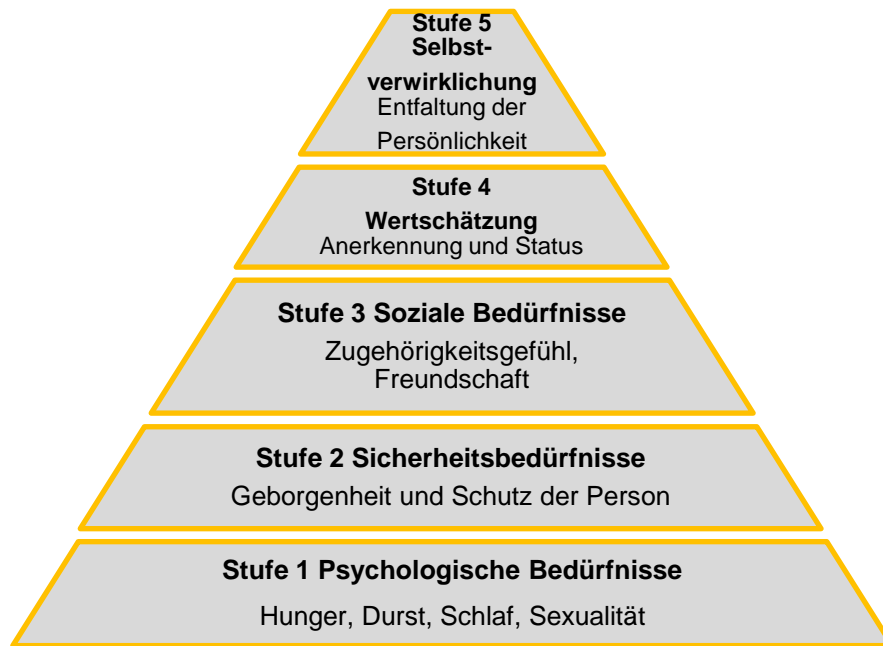 Stufe 5
Selbst-
verwirklichung
Entfaltung der
Persönlichkeit
Stufe 4
Wertschätzung
Anerkennung und Status
Stufe 3 Soziale Bedürfnisse
Zugehörigkeitsgefühl,
Freundschaft
Stufe 2 Sicherheitsbedürfnisse
Geborgenheit und Schutz der Person
Stufe 1 Psychologische Bedürfnisse
Hunger, Durst, Schlaf, Sexualität